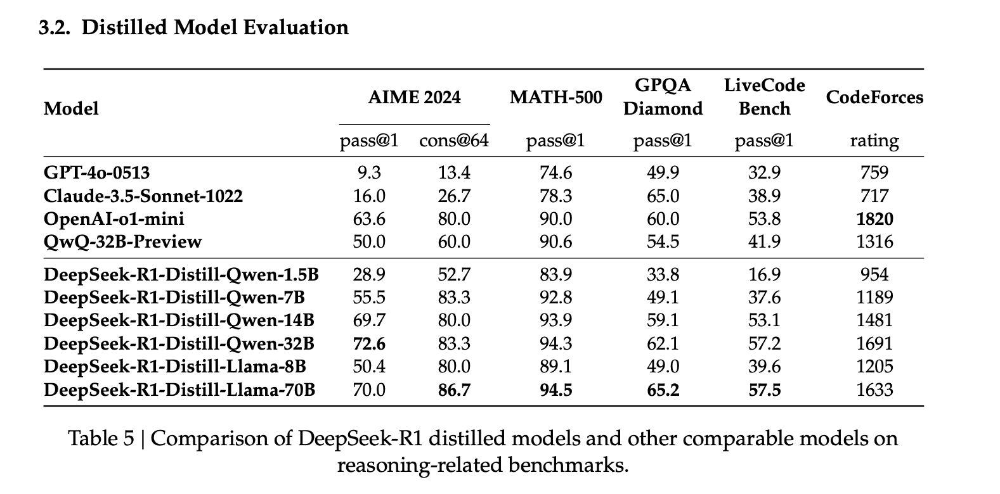 3.2. Distilled Model Evaluation
Model AIME 2024 MATH-500 GPQA Diamond LiveCode Bench CodeForces
pass@1 cons@64 pass@1 pass@1 pass@1 rating
GPT-4o-0513 9.3 13.4 74.6 49.9 32.9 759
Claude-3.5-Sonnet-1022 16.0 26.7 78.3 65.0 38.9 717
OpenAI-o1-mini 63.6 80.0 90.0 60.0 53.8 1820
QwQ-32B-Preview 50.0 60.0 90.6 54.5 41.9 1316
DeepSeek-R1-Distill-Qwen-1.5B 28.9 52.7 83.9 33.8 16.9 954
DeepSeek-R1-Distill-Qwen-7B 55.5 83.3 92.8 49.1 37.6 1189
DeepSeek-R1-Distill-Qwen-14B 69.7 80.0 93.9 59.1 53.1 1481
DeepSeek-R1-Distill-Qwen-32B 72.6 83.3 94.3 62.1 57.2 1691
DeepSeek-R1-Distill-Llama-8B 50.4 80.0 89.1 49.0 39.6 1205
DeepSeek-R1-Distill-Llama-70B 70.0 86.7 94.5 65.2 57.5 1633
Table 5 | Comparison of DeepSeek-R1 distilled models and other comparable models on
reasoning-related benchmarks.